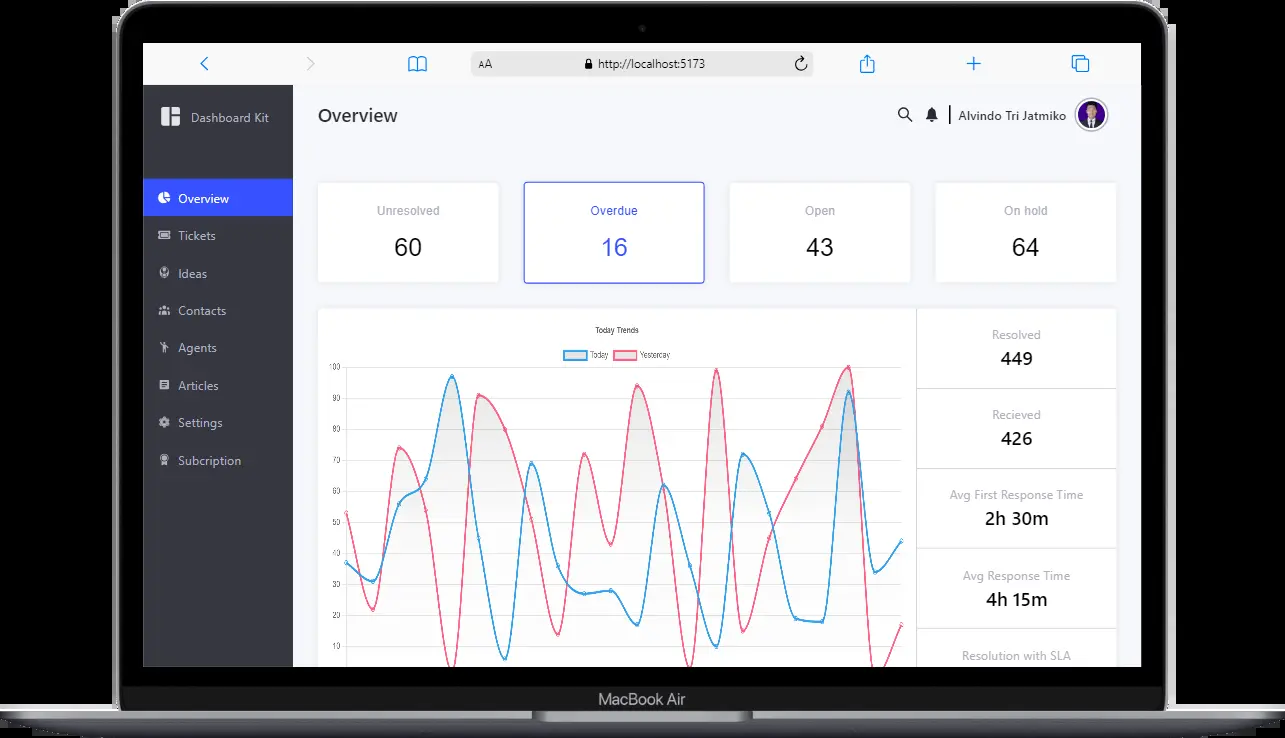 AA
http://localhost:5173
Dashboard Kit
Overview
Alvindo Tri Jatmiko
Overview
Tickets
Ideas
Contacts
Agents
Articles
Settings
Subcription
Unresolved
60
Overdue
16
Open
43
On hold
64
Today Trends
Today
Yesterday
100
90
80
70
60
50
40
30
20
10
Resolved
449
Recieved
426
Avg First Response Time
2h 30m
Avg Response Time
4h 15m
Resolution with SLA
MacBook Air